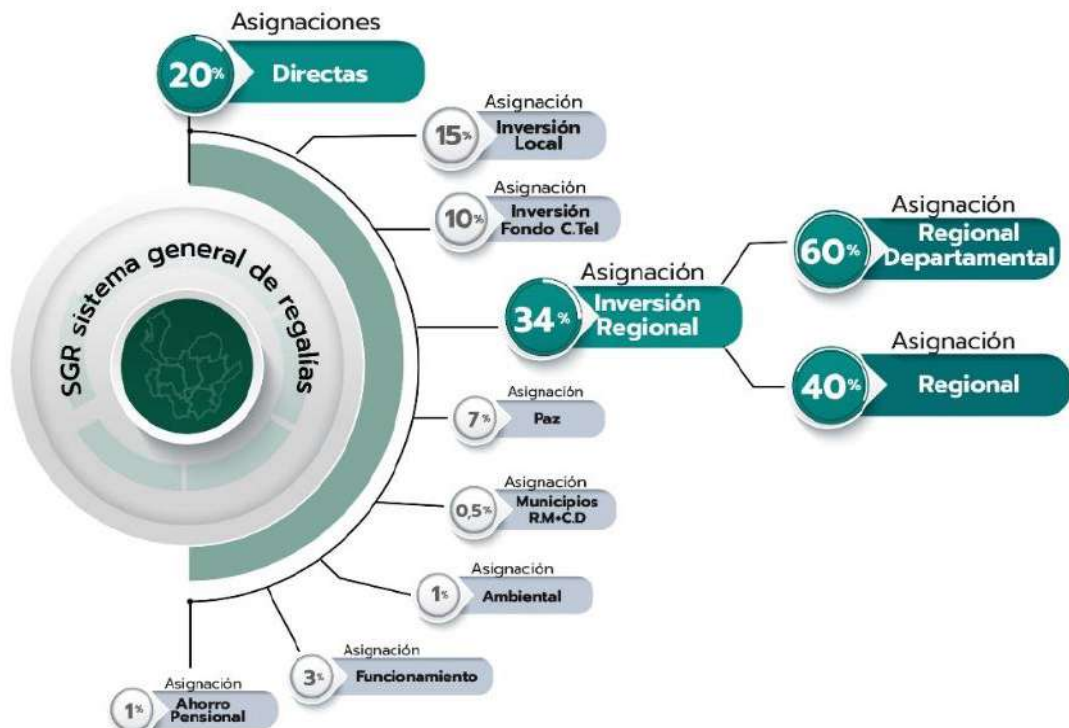 Asignaciones
20%
Directas
Asignación
15%
Inversión
Local
Asignación
10%
Inversión
Fondo C.Tel
Asignación
34%
Inversión
Regional
Asignación
60%
Regional
Departamental
Asignación
40%
Regional
SGR sistema general de regalías
Asignación
7%
Paz
Asignación
0,5%
Municipios
R.M+C.D
Asignación
1%
Ambiental
Asignación
3%
Funcionamiento
Asignación
1%
Ahorro
Pensional